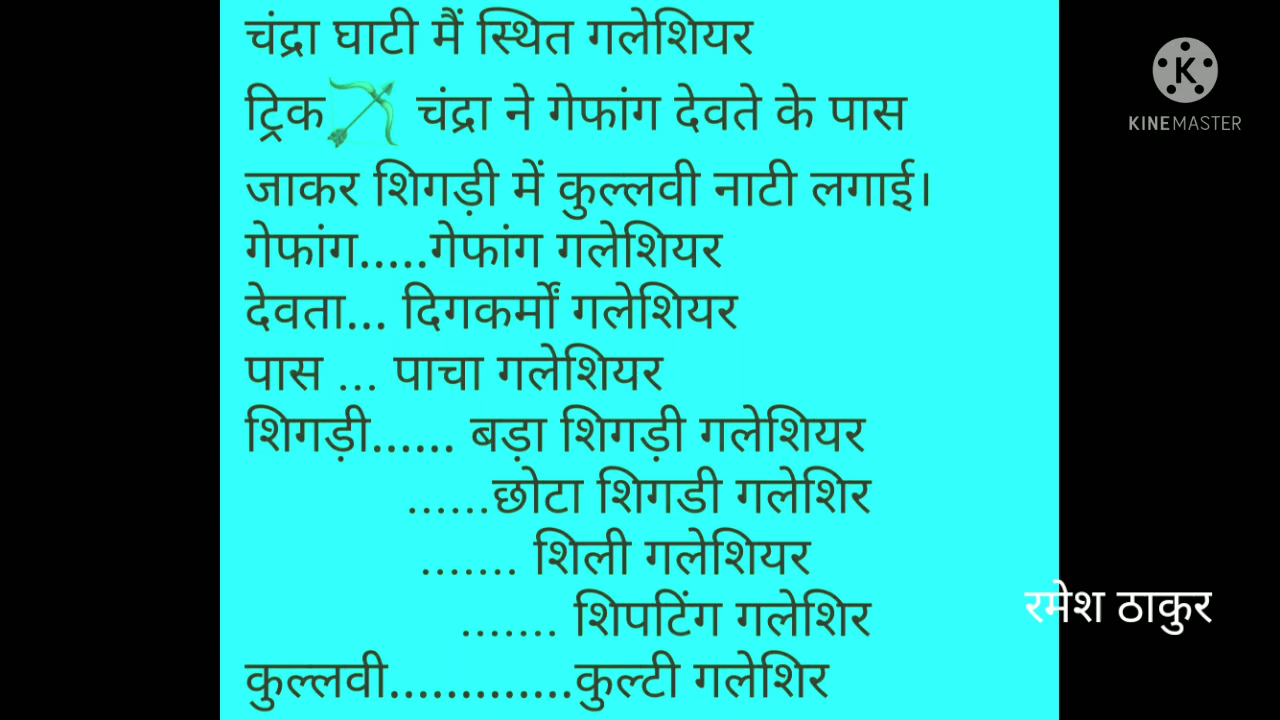 चंद्रा घाटी मैं स्थित गलेशियर
ट्रिक🏹 चंद्रा ने गेफांग देवते के पास
जाकर शिगड़ी में कुल्लवी नाटी लगाई।
गेफांग.....गेफांग गलेशियर
देवता... दिगकर्मों गलेशियर
पास ... पाचा गलेशियर
शिगड़ी...... बड़ा शिगड़ी गलेशियर
......छोटा शिगडी गलेशिर
....... शिली गलेशियर
....... शिपटिंग गलेशिर
कुल्लवी.............कुल्टी गलेशिर
K
KINEMASTER
रमेश ठाकुर